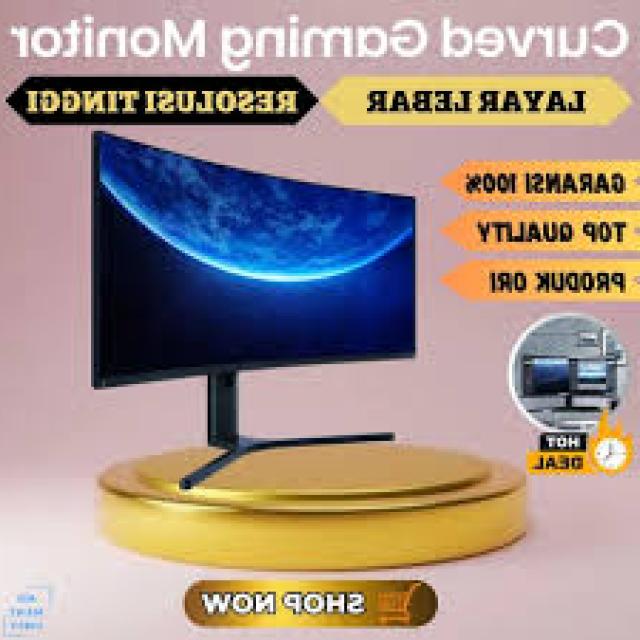 Curved Gaming Monitor
LAYAR LEBAR
RESOLUSI TINGGI
GARANSI 100%
TOP QUALITY
PRODUK ORI
HOT
DEAL
SHOP NOW